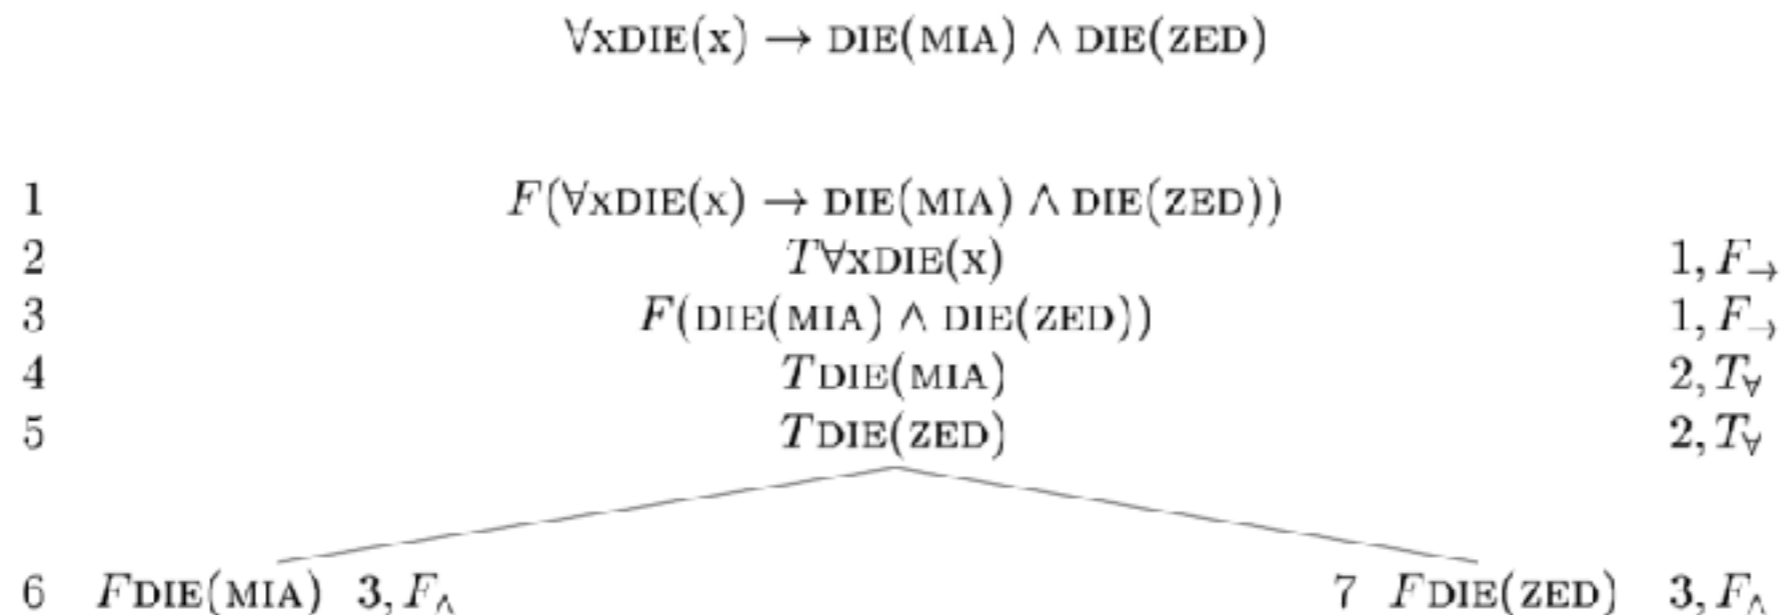 ∀xDIE(x) → DIE(MIA) ∧ DIE(ZED)
1 F(∀xDIE(x) → DIE(MIA) ∧ DIE(ZED))
2 T∀xDIE(x) 1, F→
3 F(DIE(MIA) ∧ DIE(ZED)) 1, F→
4 TDIE(MIA) 2, T∀
5 TDIE(ZED) 2, T∀
6 FDIE(MIA) 3, F∧ 7 FDIE(ZED) 3, F∧